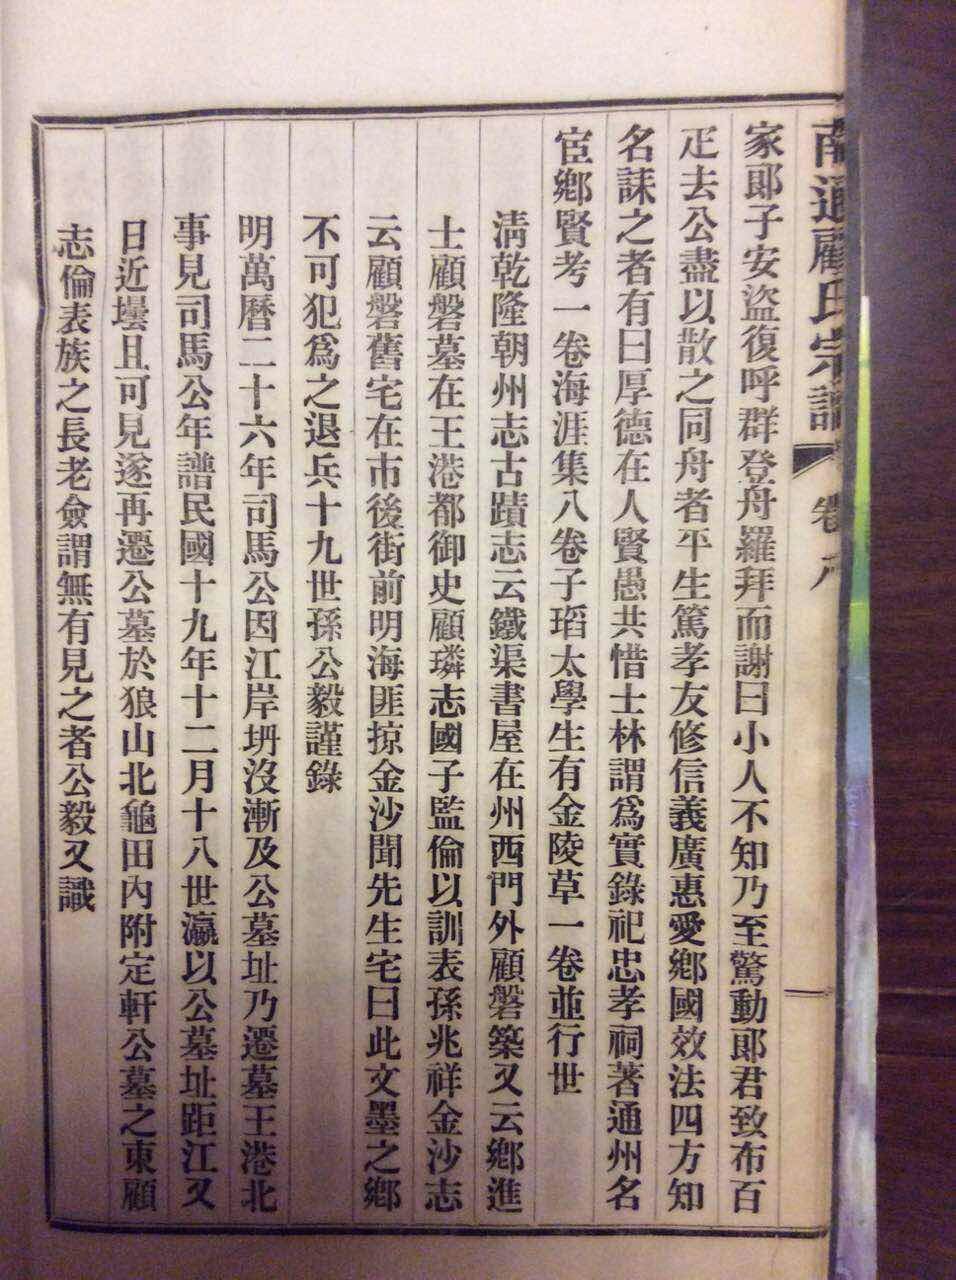 南通顧氏宗譜 卷八
家郞子安盜復呼群登舟羅拜而謝曰小人不知乃至驚動郞君致布百
疋去公盡以散之同舟者平生篤孝友修信義廣惠愛鄕國效法四方知
名誄之者有曰厚德在人賢愚共惜士林謂爲實錄祀忠孝祠著通州名
宦鄕賢考一卷海涯集八卷子瑫太學生有金陵草一卷並行世
淸乾隆朝州志古蹟志云鐵渠書屋在州西門外顧磐築又云鄕進
士顧磐墓在王港都御史顧璘志國子監倫以訓表孫兆祥金沙志
云顧磐舊宅在市後街前明海匪掠金沙聞先生宅曰此文墨之鄕
不可犯爲之退兵十九世孫公毅謹錄
明萬曆二十六年司馬公因江岸坍沒漸及公墓址乃遷墓王港北
事見司馬公年譜民國十九年十二月十八世瀛以公墓址距江又
日近壜且可見遂再遷公墓於狼山北龜田內附定軒公墓之東顧
志倫表族之長老僉謂無有見之者公毅又識